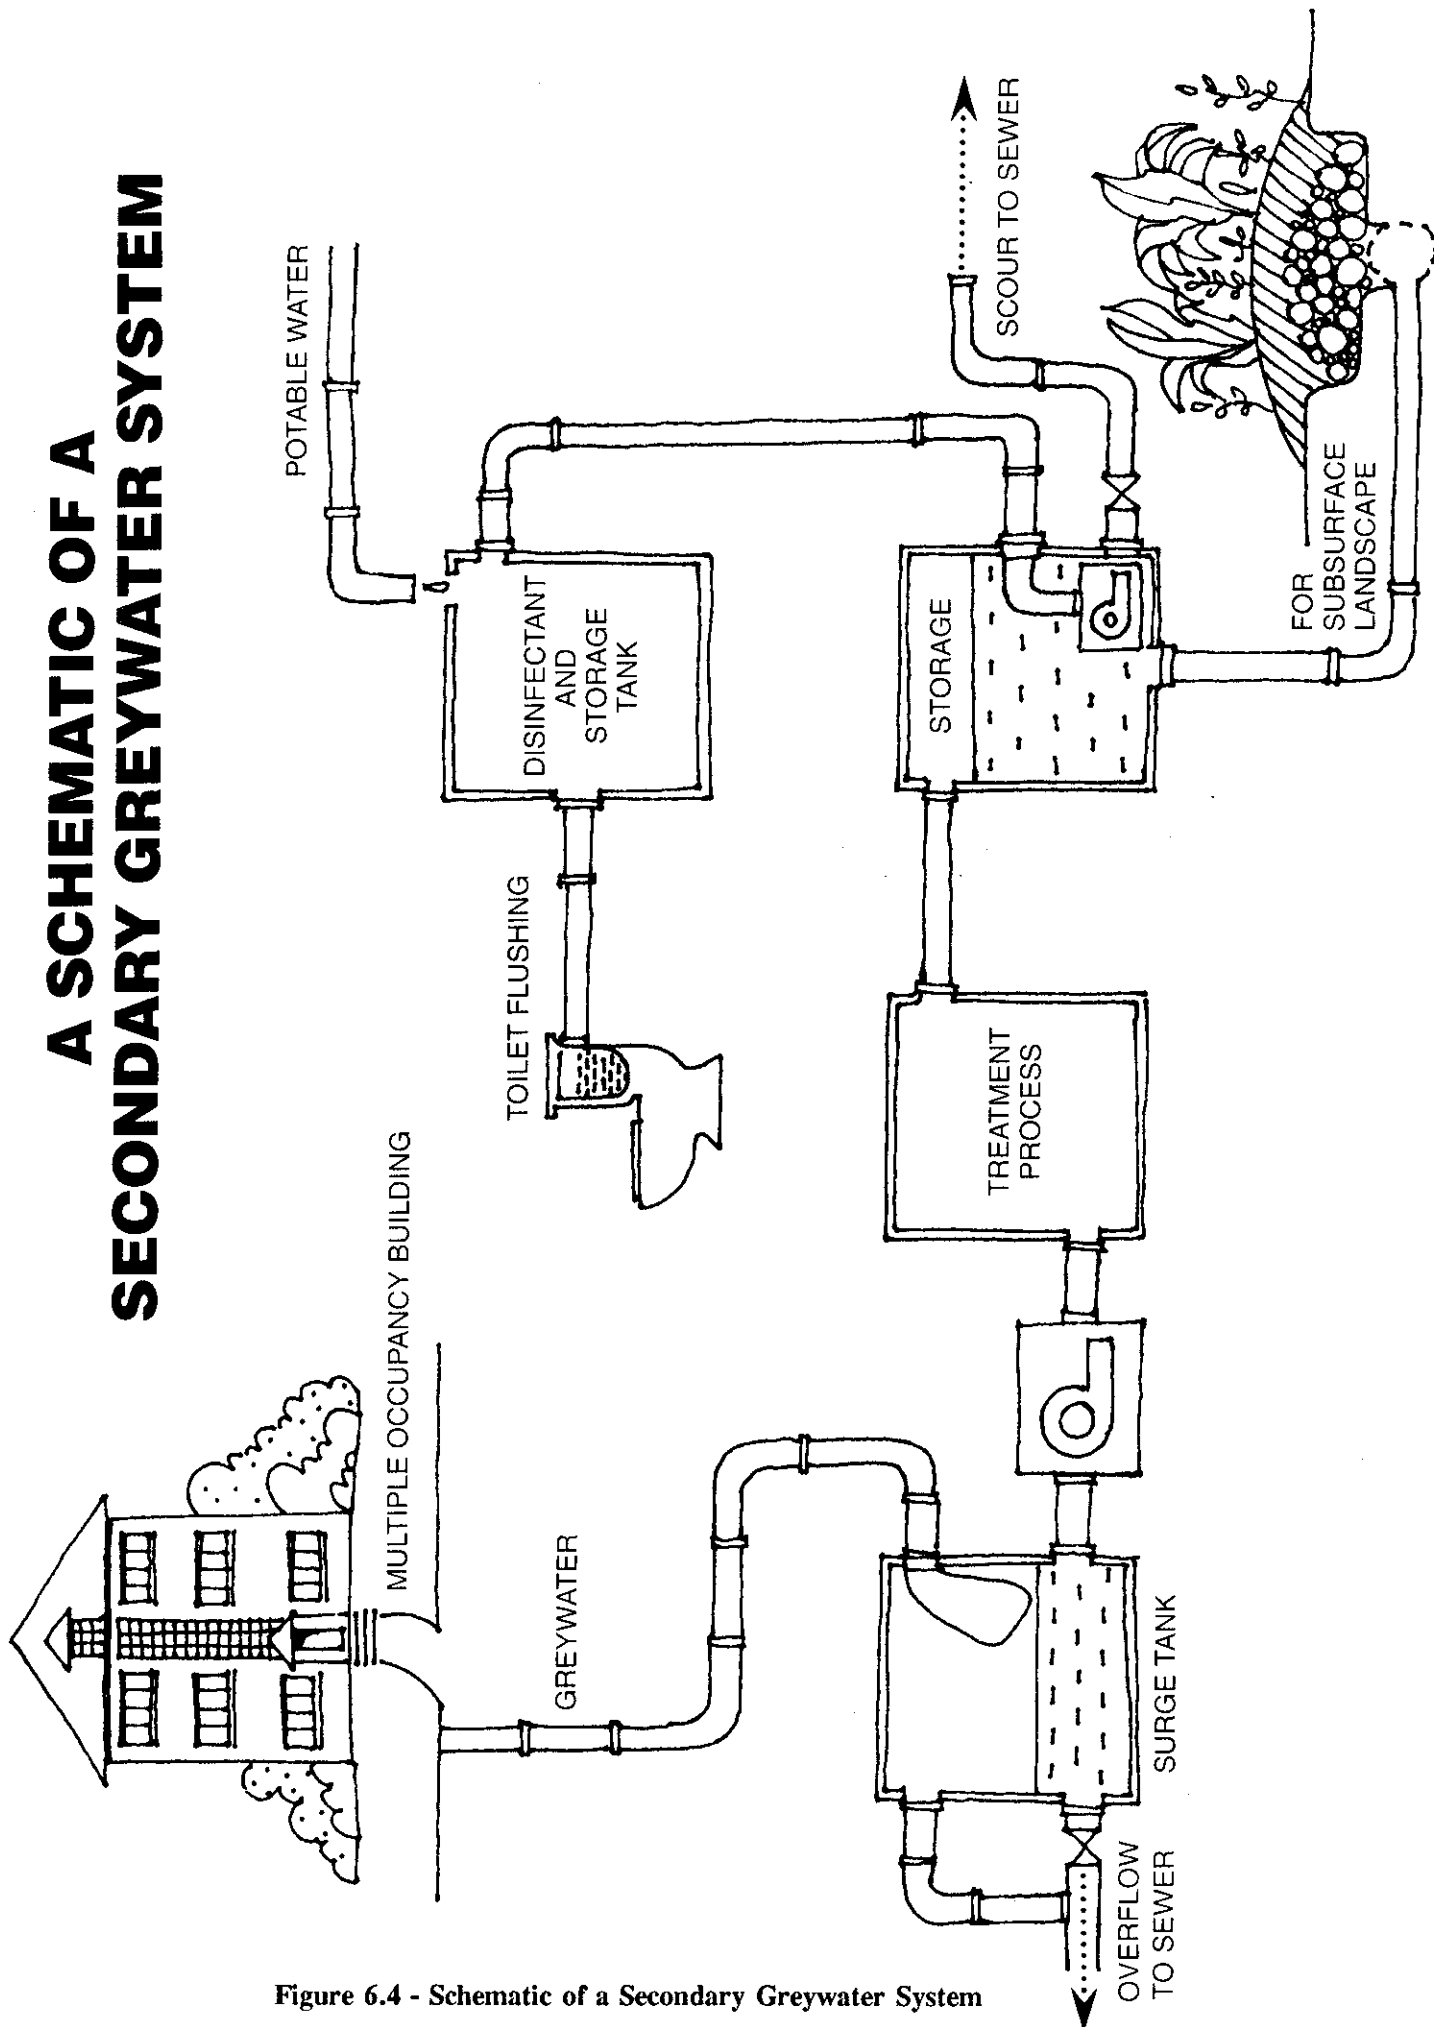 A SCHEMATIC OF A
SECONDARY GREYWATER SYSTEM
MULTIPLE OCCUPANCY BUILDING
POTABLE WATER
GREYWATER
TOILET FLUSHING
DISINFECTANT
AND
STORAGE
TANK
SCOUR TO SEWER
OVERFLOW
TO SEWER
SURGE TANK
TREATMENT
PROCESS
STORAGE
FOR
SUBSURFACE
LANDSCAPE
Figure 6.4 - Schematic of a Secondary Greywater System